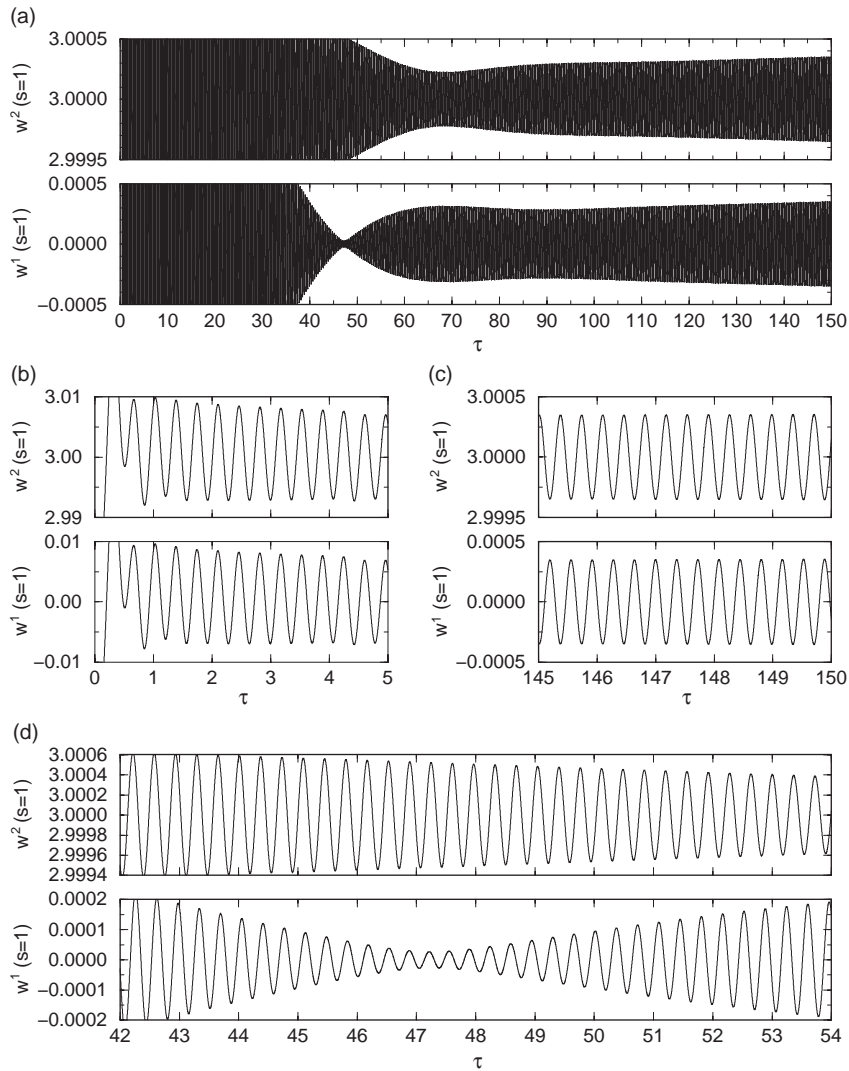 (a)
3.0005
3.0000
2.9995
w² (s=1)
0.0005
0.0000
−0.0005
w¹ (s=1)
0 10 20 30 40 50 60 70 80 90 100 110 120 130 140 150
τ
(b)
3.01
3.00
2.99
w² (s=1)
0.01
0.00
−0.01
w¹ (s=1)
0 1 2 3 4 5
τ
(c)
3.0005
3.0000
2.9995
w² (s=1)
0.0005
0.0000
−0.0005
w¹ (s=1)
145 146 147 148 149 150
τ
(d)
3.0006
3.0004
3.0002
3.0000
2.9998
2.9996
2.9994
w² (s=1)
0.0002
0.0001
0.0000
−0.0001
−0.0002
w¹ (s=1)
42 43 44 45 46 47 48 49 50 51 52 53 54
τ